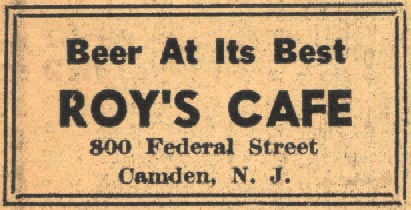 Beer At Its Best
ROY'S CAFE
800 Federal Street
Camden, N. J.